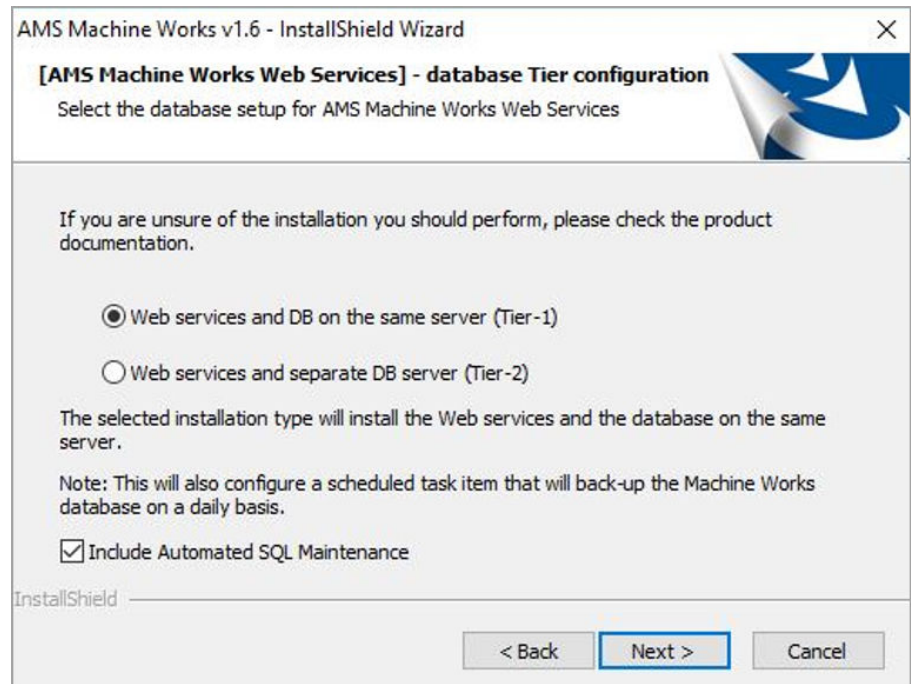 AMS Machine Works v1.6 - InstallShield Wizard
[AMS Machine Works Web Services] - database Tier configuration
Select the database setup for AMS Machine Works Web Services
If you are unsure of the installation you should perform, please check the product
documentation.
Web services and DB on the same server (Tier-1)
Web services and separate DB server (Tier-2)
The selected installation type will install the Web services and the database on the same
server.
Note: This will also configure a scheduled task item that will back-up the Machine Works
database on a daily basis.
Include Automated SQL Maintenance
InstallShield
< Back Next > Cancel